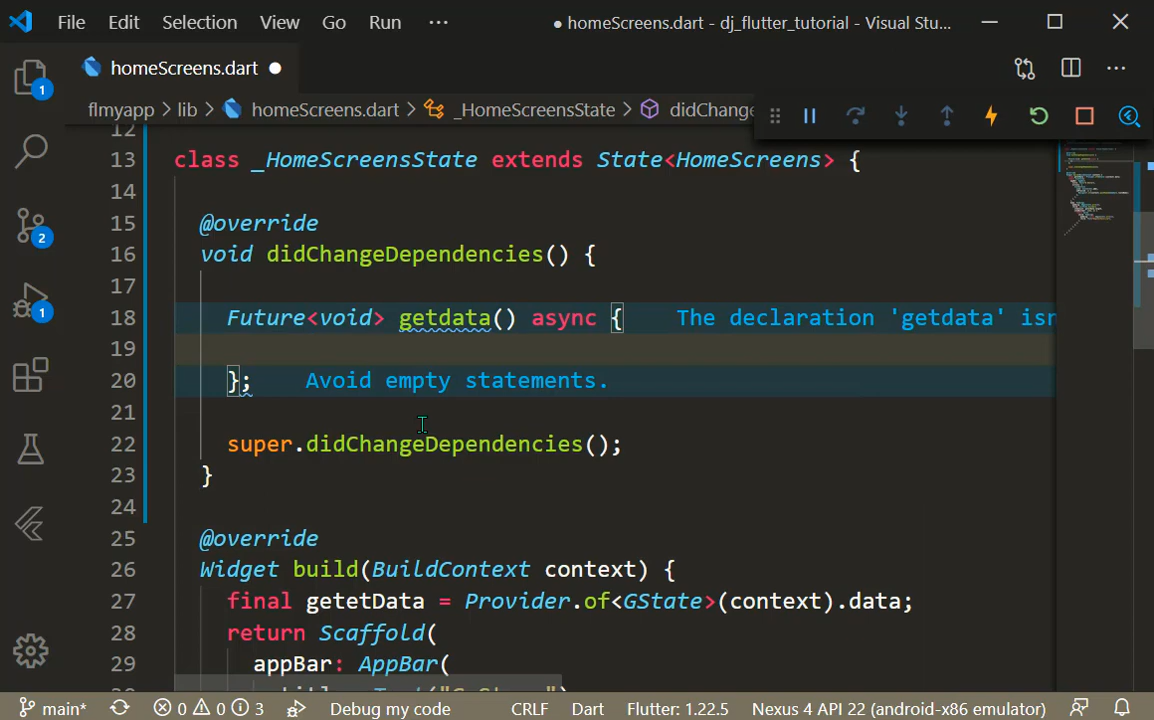 File Edit Selection View Go Run ··· ● homeScreens.dart - dj_flutter_tutorial - Visual Stu...
homeScreens.dart ●
flmyapp > lib > homeScreens.dart > _HomeScreensState > didChange
12
13 class _HomeScreensState extends State<HomeScreens> {
14
15 @override
16 void didChangeDependencies() {
17
18 Future<void> getdata() async { The declaration 'getdata' isn
19
20 }; Avoid empty statements.
21
22 super.didChangeDependencies();
23 }
24
25 @override
26 Widget build(BuildContext context) {
27 final getetData = Provider.of<GState>(context).data;
28 return Scaffold(
29 appBar: AppBar(
1
2
1
main* 0 0 3 Debug my code CRLF Dart Flutter: 1.22.5 Nexus 4 API 22 (android-x86 emulator)